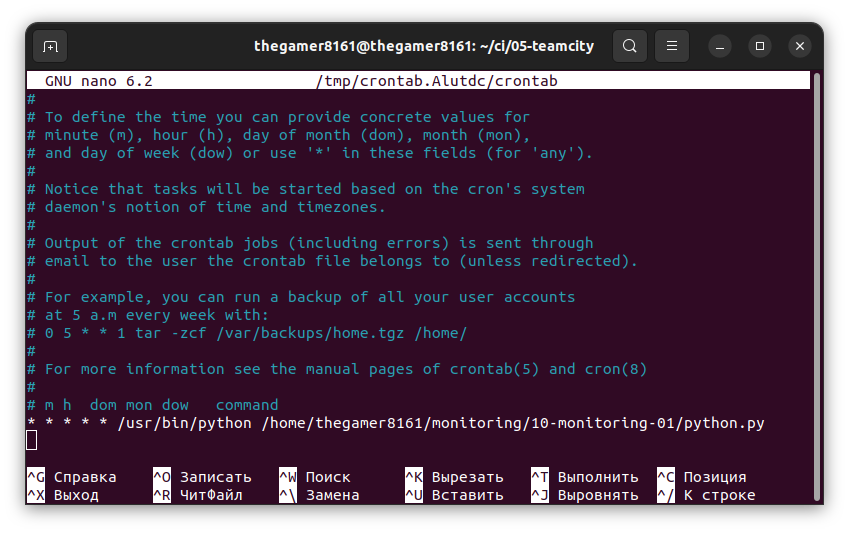 thegamer8161@thegamer8161: ~/ci/05-teamcity
GNU nano 6.2 /tmp/crontab.Alutdc/crontab
#
# To define the time you can provide concrete values for
# minute (m), hour (h), day of month (dom), month (mon),
# and day of week (dow) or use '*' in these fields (for 'any').
#
# Notice that tasks will be started based on the cron's system
# daemon's notion of time and timezones.
#
# Output of the crontab jobs (including errors) is sent through
# email to the user the crontab file belongs to (unless redirected).
#
# For example, you can run a backup of all your user accounts
# at 5 a.m every week with:
# 0 5 * * 1 tar -zcf /var/backups/home.tgz /home/
#
# For more information see the manual pages of crontab(5) and cron(8)
#
# m h  dom mon dow   command
* * * * * /usr/bin/python /home/thegamer8161/monitoring/10-monitoring-01/python.py
^G Справка ^O Записать ^W Поиск ^K Вырезать ^T Выполнить ^C Позиция
^X Выход ^R ЧитФайл ^\ Замена ^U Вставить ^J Выровнять ^/ К строке